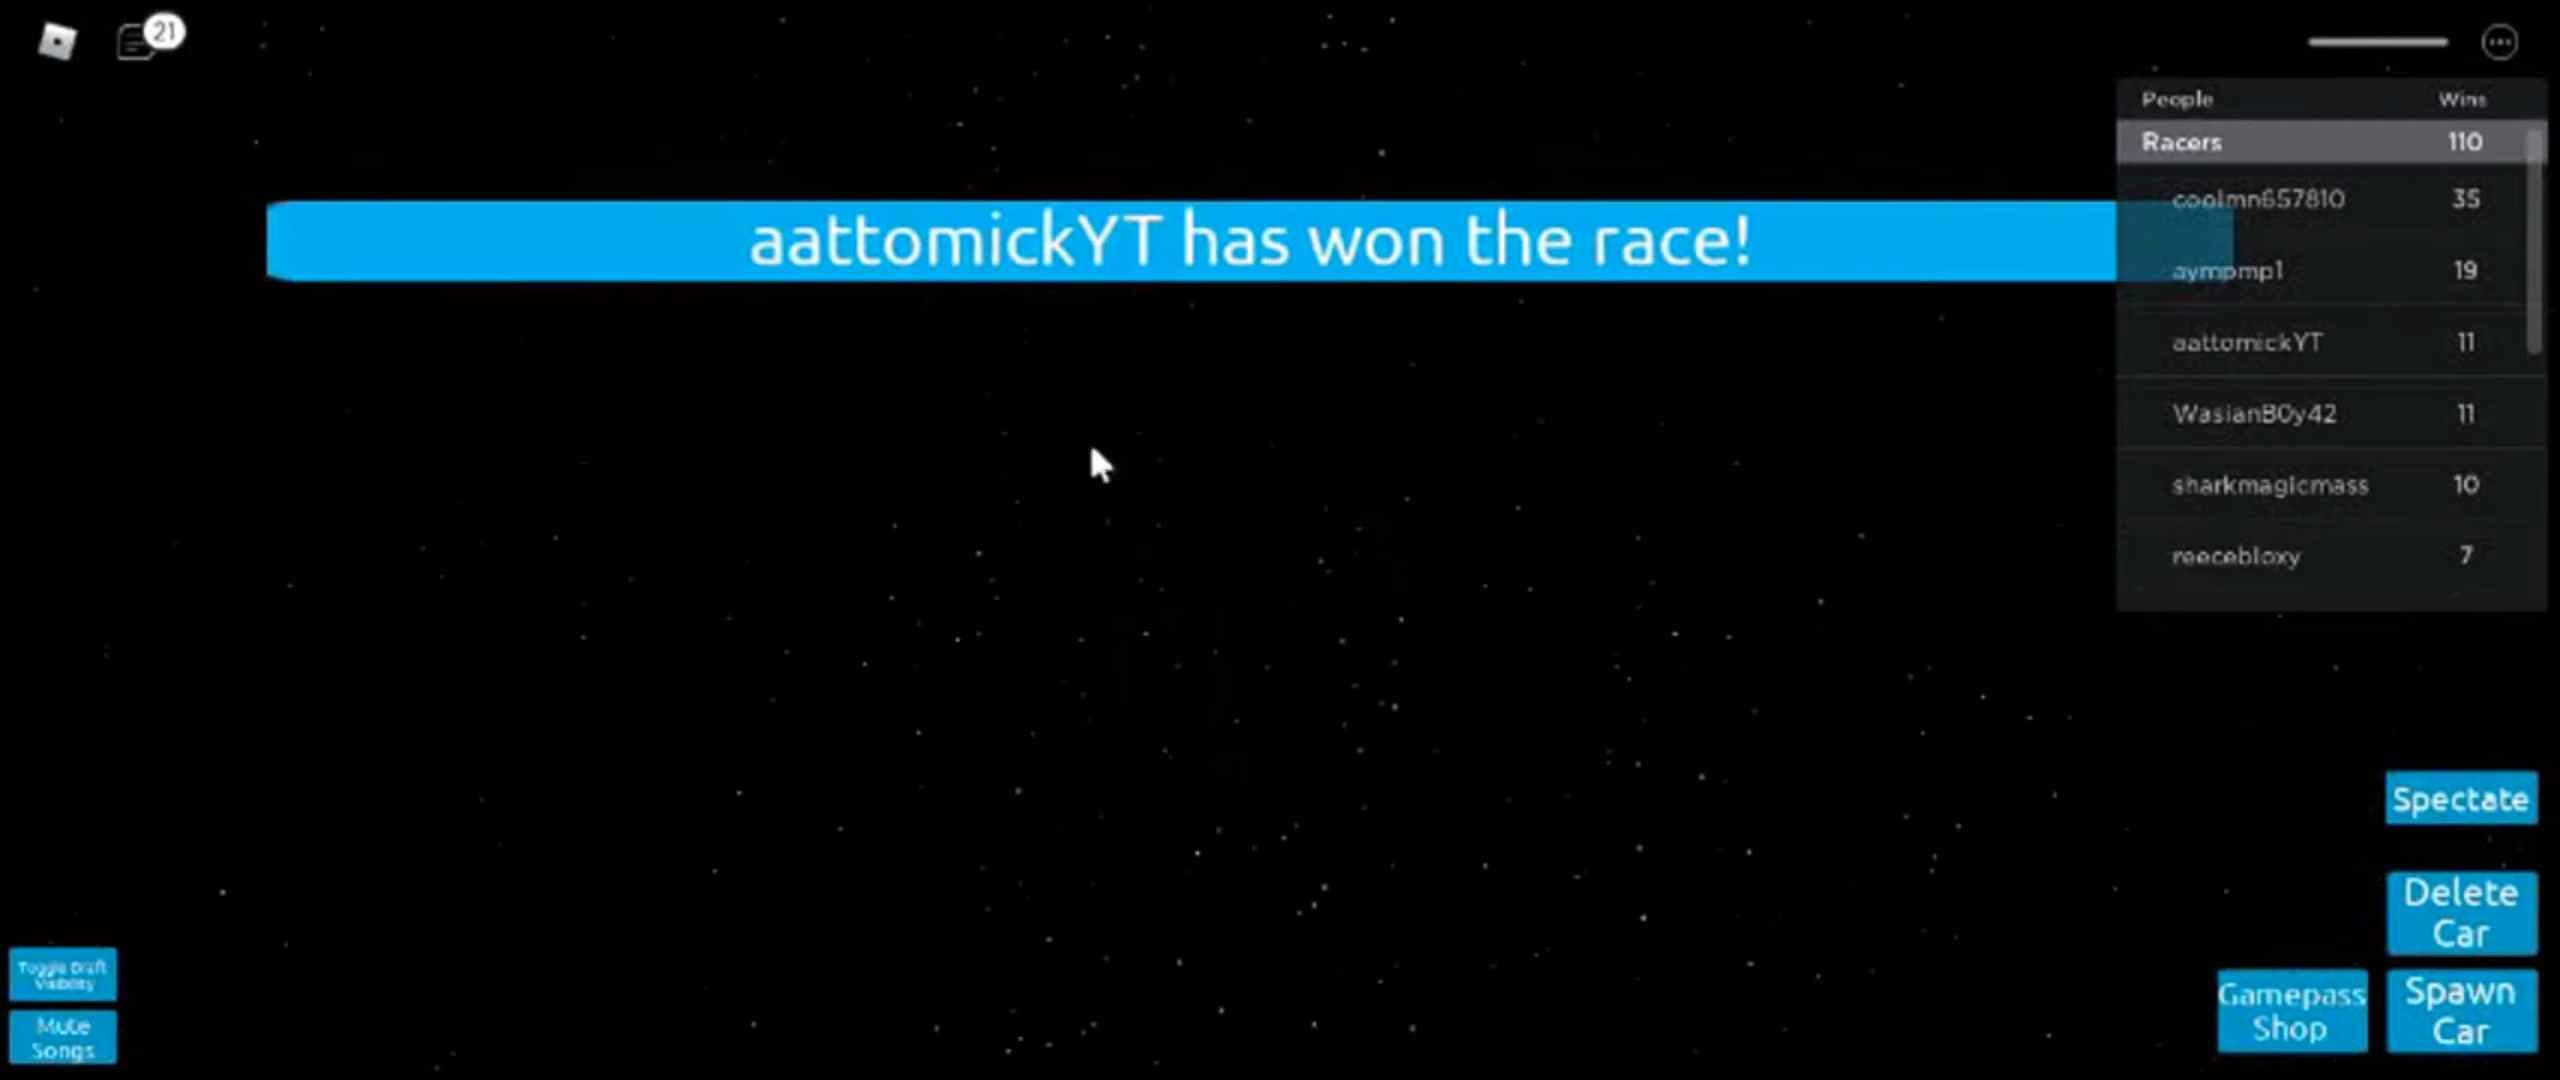 21
People Wins
Racers 110
coolmn657810 35
aattomickYT has won the race!
aympmp1 19
aattomickYT 11
WasianB0y42 11
sharkmagicmass 10
reecebloxy 7
Spectate
Delete
Car
Toggle Draft
Visibility
Mute
Songs
Gamepass
Shop
Spawn
Car